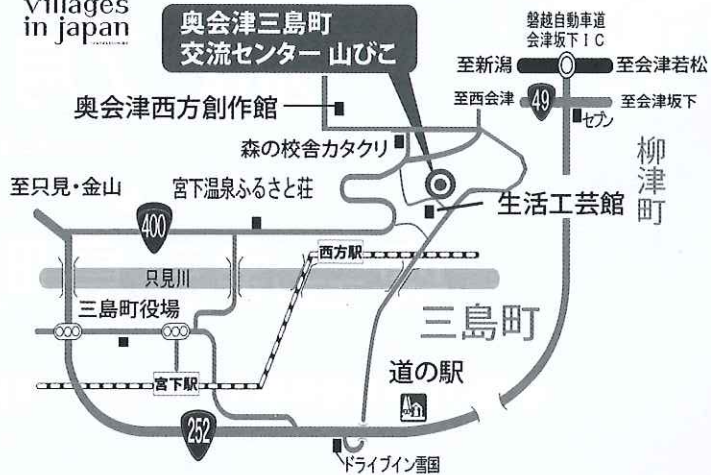 villages
in japan
奥会津三島町
交流センター 山びこ
磐越自動車道
会津坂下IC
至新潟
至会津若松
奥会津西方創作館
至西会津
49
至会津坂下
セブン
森の校舎カタクリ
柳津町
至只見・金山
宮下温泉ふるさと荘
生活工芸館
400
西方駅
只見川
三島町役場
三島町
道の駅
宮下駅
252
ドライブイン雪国